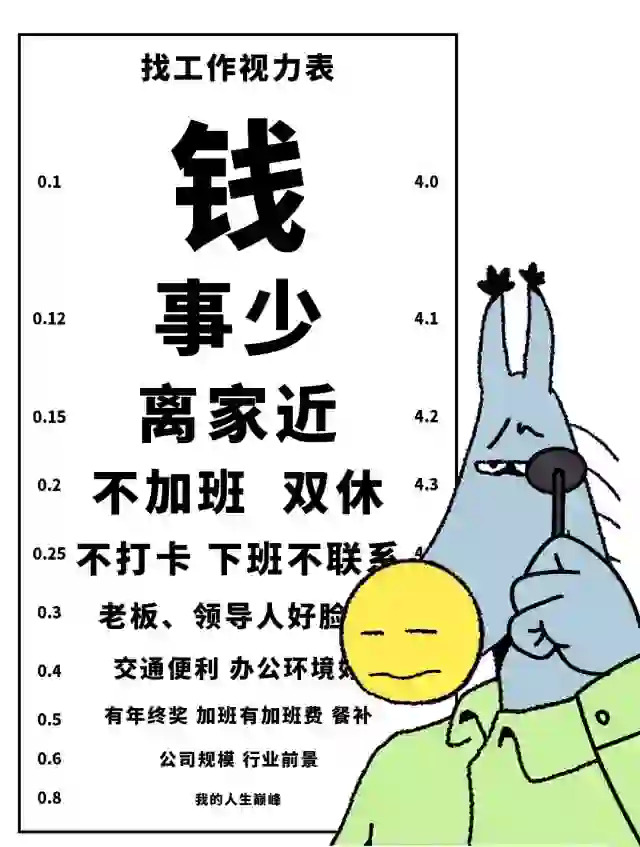 找工作视力表
0.1 钱 4.0
0.12 事少 4.1
0.15 离家近 4.2
0.2 不加班 双休 4.3
0.25 不打卡 下班不联系
0.3 老板、领导人好脸
0.4 交通便利 办公环境好
0.5 有年终奖 加班有加班费 餐补
0.6 公司规模 行业前景
0.8 我的人生巅峰